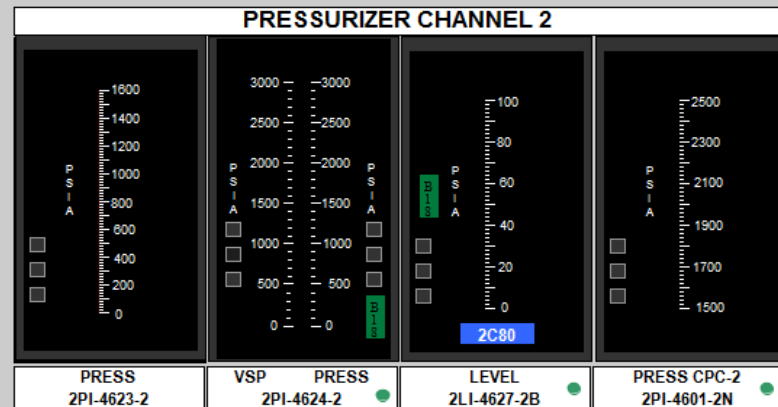 PRESSURIZER CHANNEL 2
PSIA
1600
1400
1200
1000
800
600
400
200
0
PRESS
2PI-4623-2
3000 3000
2500 2500
2000 2000
1500 1500
1000 1000
500 500
0 0
PSIA
PSIA
B18
VSP PRESS
2PI-4624-2
B18
PSIA
100
80
60
40
20
0
2C80
LEVEL
2LI-4627-2B
PSIA
2500
2300
2100
1900
1700
1500
PRESS CPC-2
2PI-4601-2N